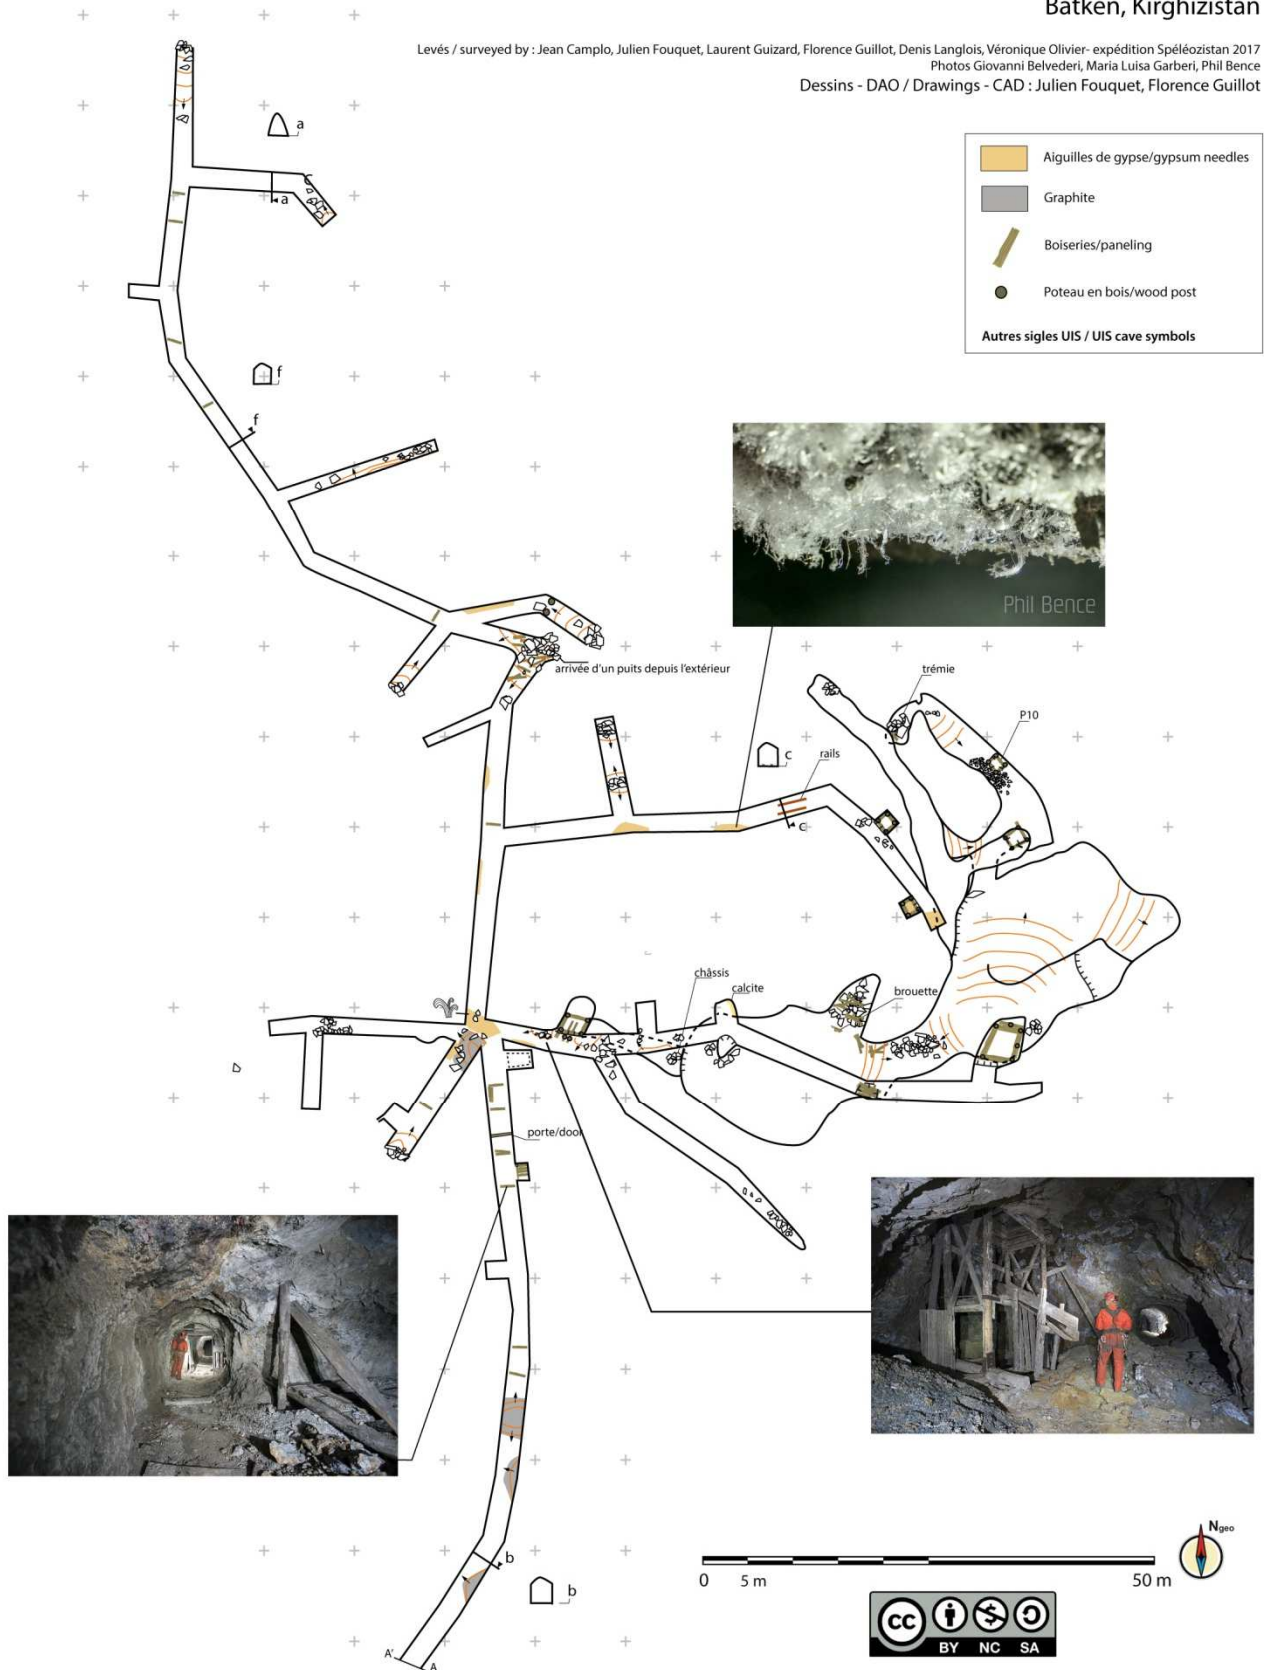 Batken, Kirghizistan
Levés / surveyed by : Jean Camplo, Julien Fouquet, Laurent Guizard, Florence Guillot, Denis Langlois, Véronique Olivier- expédition Spéléozistan 2017
Photos Giovanni Belvederi, Maria Luisa Garberi, Phil Bence
Dessins - DAO / Drawings - CAD : Julien Fouquet, Florence Guillot
Aiguilles de gypse/gypsum needles
Graphite
Boiseries/paneling
Poteau en bois/wood post
Autres sigles UIS / UIS cave symbols
a
a
f
f
Phil Bence
arrivée d'un puits depuis l'extérieur
trémie
P10
c
rails
c
châssis
calcite
brouette
porte/door
b
b
A'
A
Ngeo
0
5 m
50 m
cc
BY NC SA